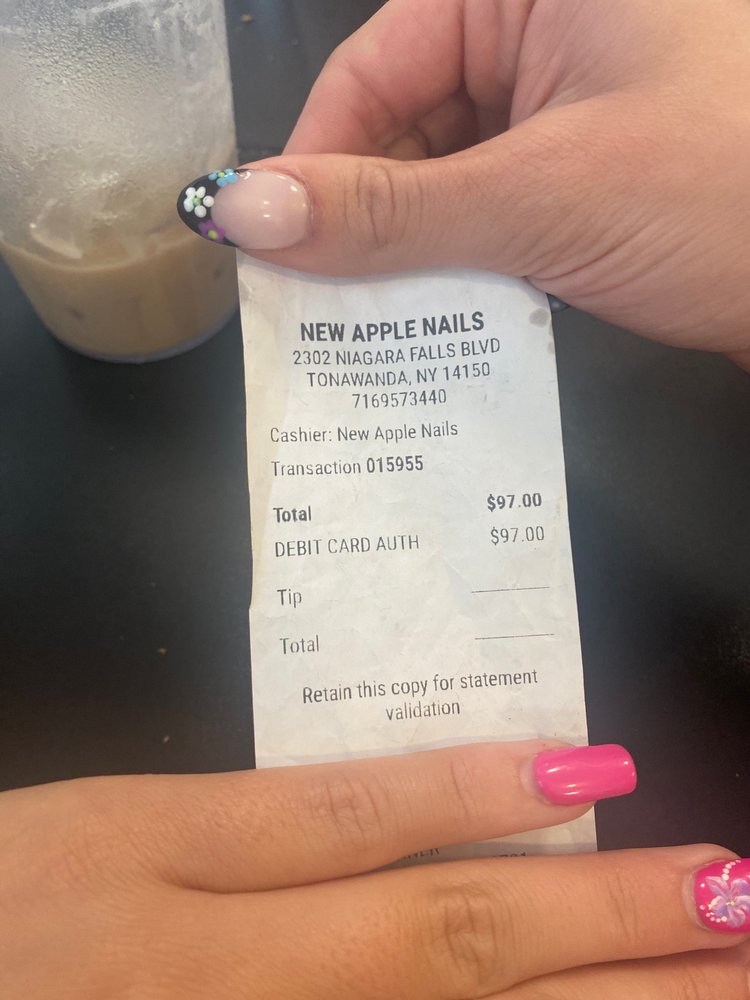 NEW APPLE NAILS
2302 NIAGARA FALLS BLVD
TONAWANDA, NY 14150
7169573440
Cashier: New Apple Nails
Transaction 015955
Total $97.00
DEBIT CARD AUTH $97.00
Tip
Total
Retain this copy for statement
validation